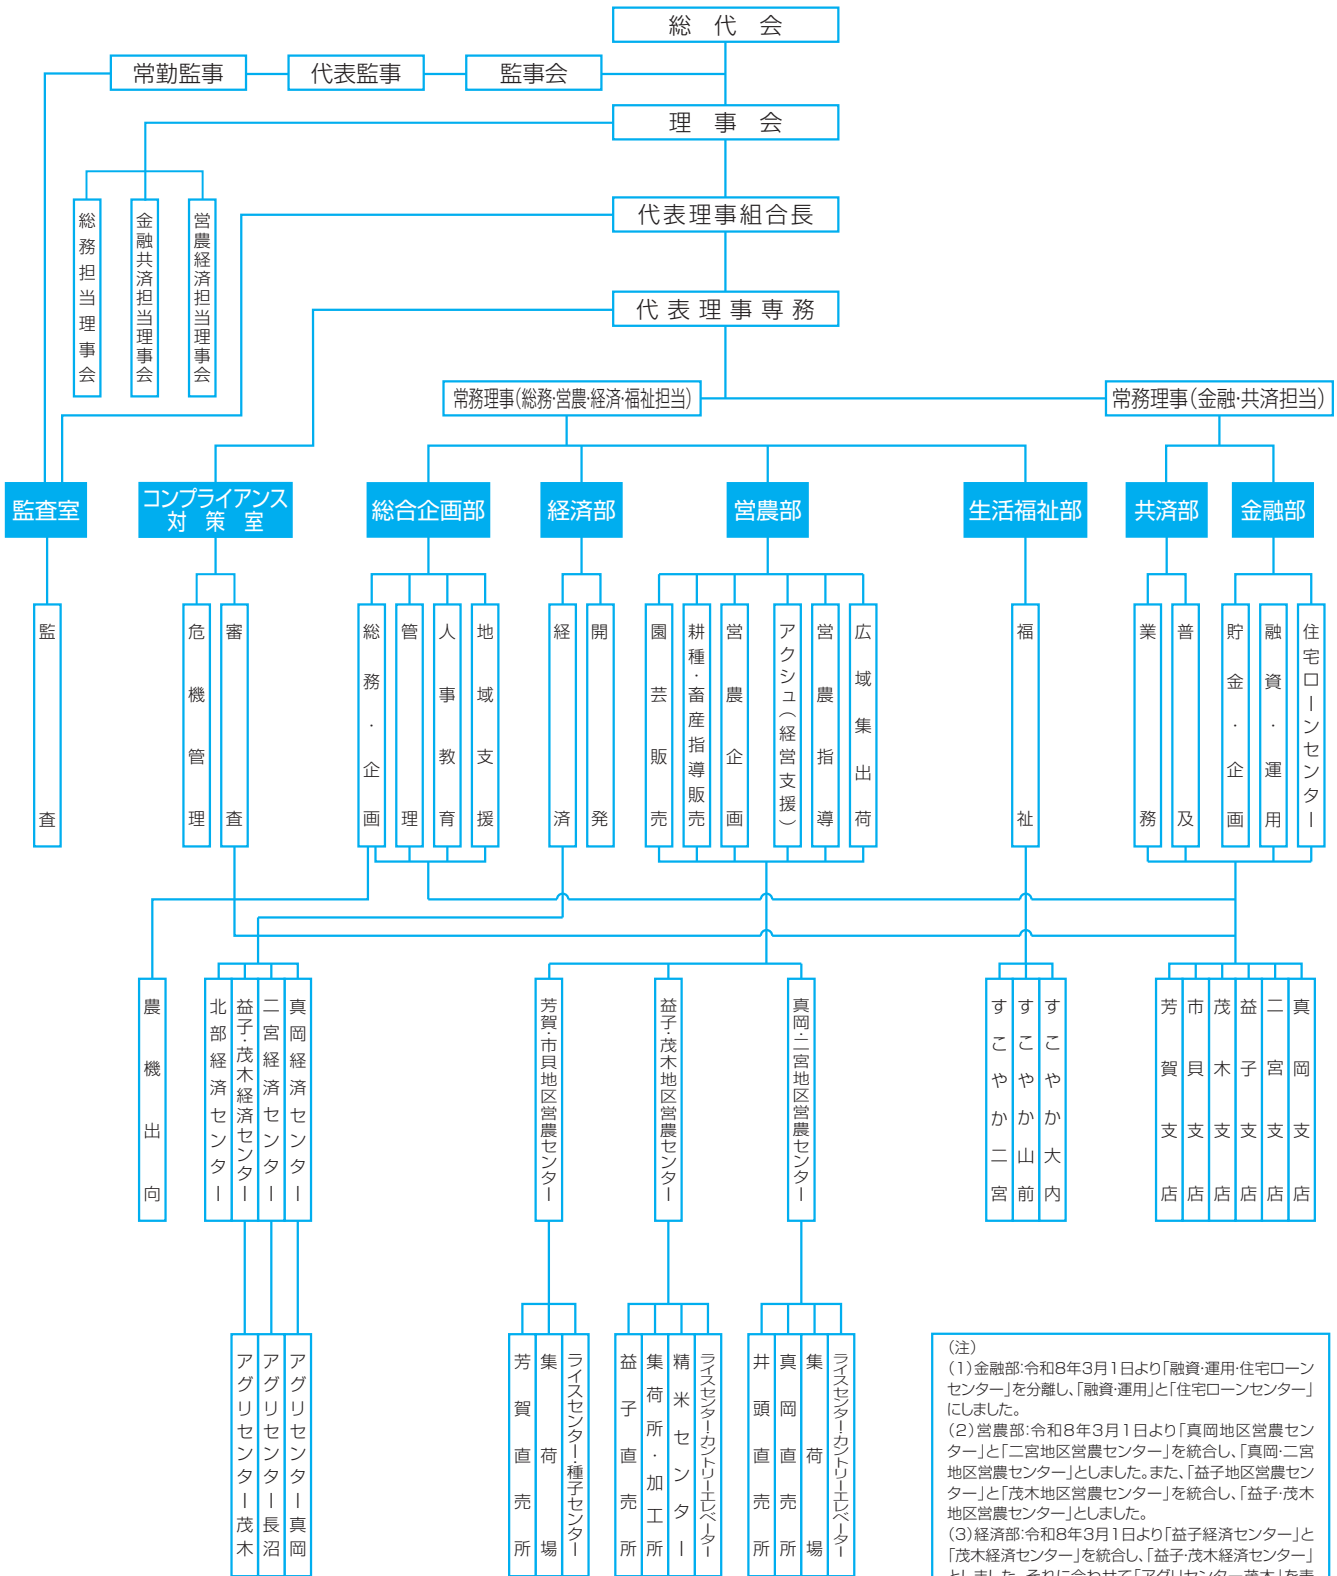 総代会
常勤監事
代表監事
監事会
理事会
総務担当理事会
金融共済担当理事会
営農経済担当理事会
代表理事組合長
代表理事専務
常務理事(総務・営農・経済・福祉担当)
常務理事(金融・共済担当)
監査室
コンプライアンス
対策室
総合企画部
経済部
営農部
生活福祉部
共済部
金融部
監査
危機管理
審査
総務・企画
管理
人事教育
地域支援
経済
開発
園芸販売
耕種・畜産指導販売
営農企画
アクシュ(経営支援)
営農指導
広域集出荷
福祉
業務
普及
貯金・企画
融資・運用
住宅ローンセンター
農機出向
北部経済センター
益子・茂木経済センター
二宮経済センター
真岡経済センター
芳賀・市貝地区営農センター
益子・茂木地区営農センター
真岡・二宮地区営農センター
すこやか二宮
すこやか山前
すこやか大内
芳賀支店
市貝支店
茂木支店
益子支店
二宮支店
真岡支店
アグリセンター茂木
アグリセンター長沼
アグリセンター真岡
芳賀直売所
集荷場
ライスセンター・種子センター
益子直売所
集荷所・加工所
精米センター
ライスセンター・カントリーエレベーター
井頭直売所
真岡直売所
集荷場
ライスセンター・カントリーエレベーター
(注)
(1)金融部:令和8年3月1日より「融資・運用・住宅ローン
センター」を分離し、「融資・運用」と「住宅ローンセンター」
にしました。
(2)営農部:令和8年3月1日より「真岡地区営農セン
ター」と「二宮地区営農センター」を統合し、「真岡・二宮
地区営農センター」としました。また、「益子地区営農セン
ター」と「茂木地区営農センター」を統合し、「益子・茂木
地区営農センター」としました。
(3)経済部:令和8年3月1日より「益子経済センター」と
「茂木経済センター」を統合し、「益子・茂木経済センター」
としました。それに合わせて「アグリセンター茂木」を